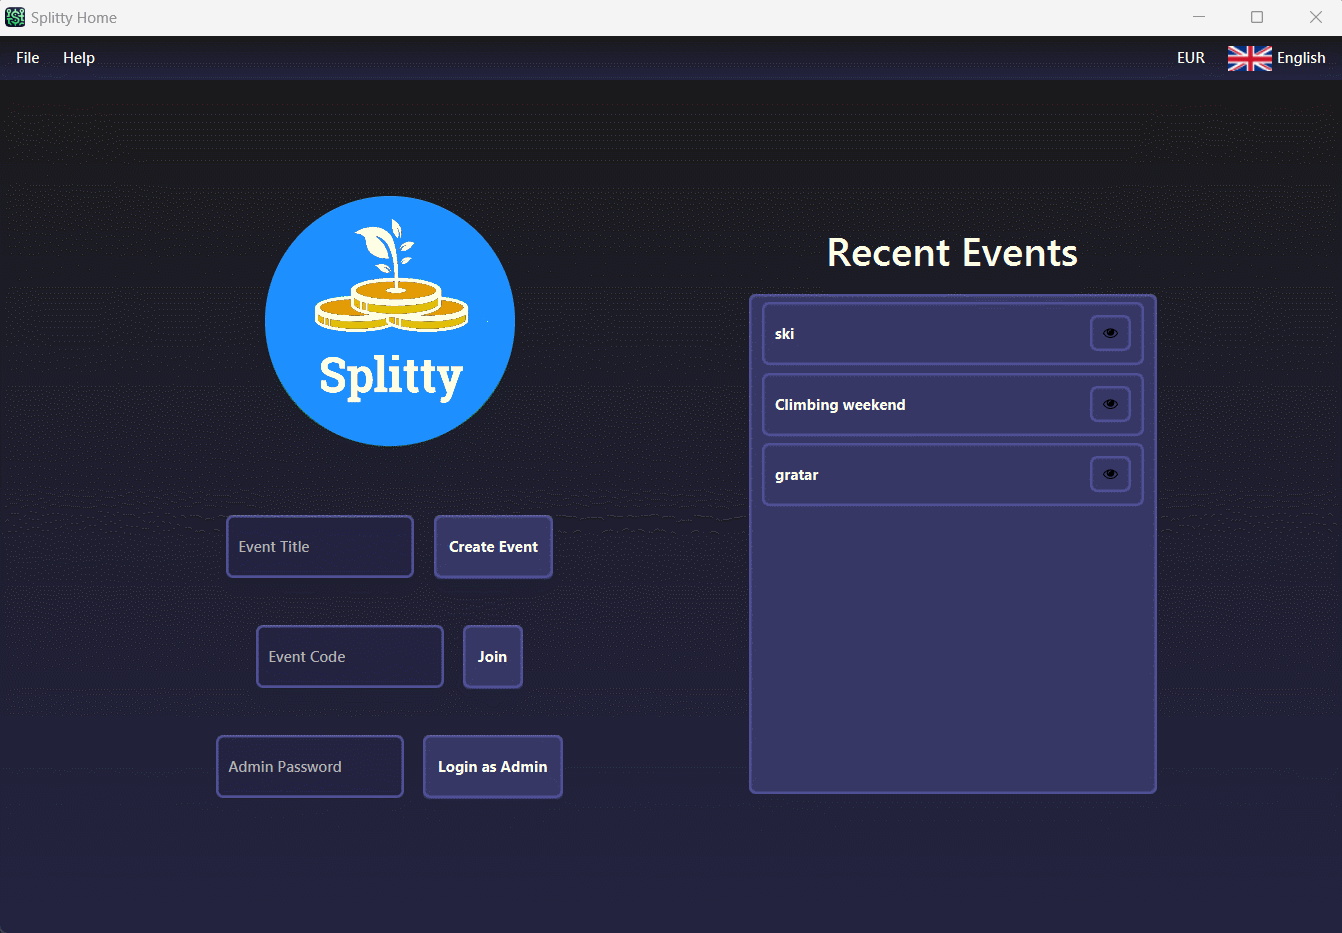 Splitty Home
File Help EUR English
Splitty
Recent Events
ski
Climbing weekend
gratar
Event Title Create Event
Event Code Join
Admin Password Login as Admin